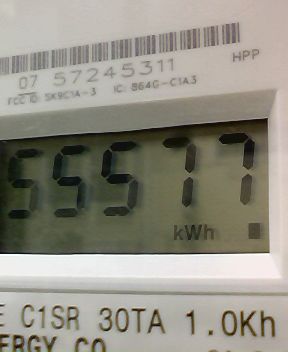 07 57245311
HPP
FCC ID: SK9C1A-3 IC: 864G-C1A3
55577
kWh
E C1SR 30TA 1.0Kh
ERGY CO